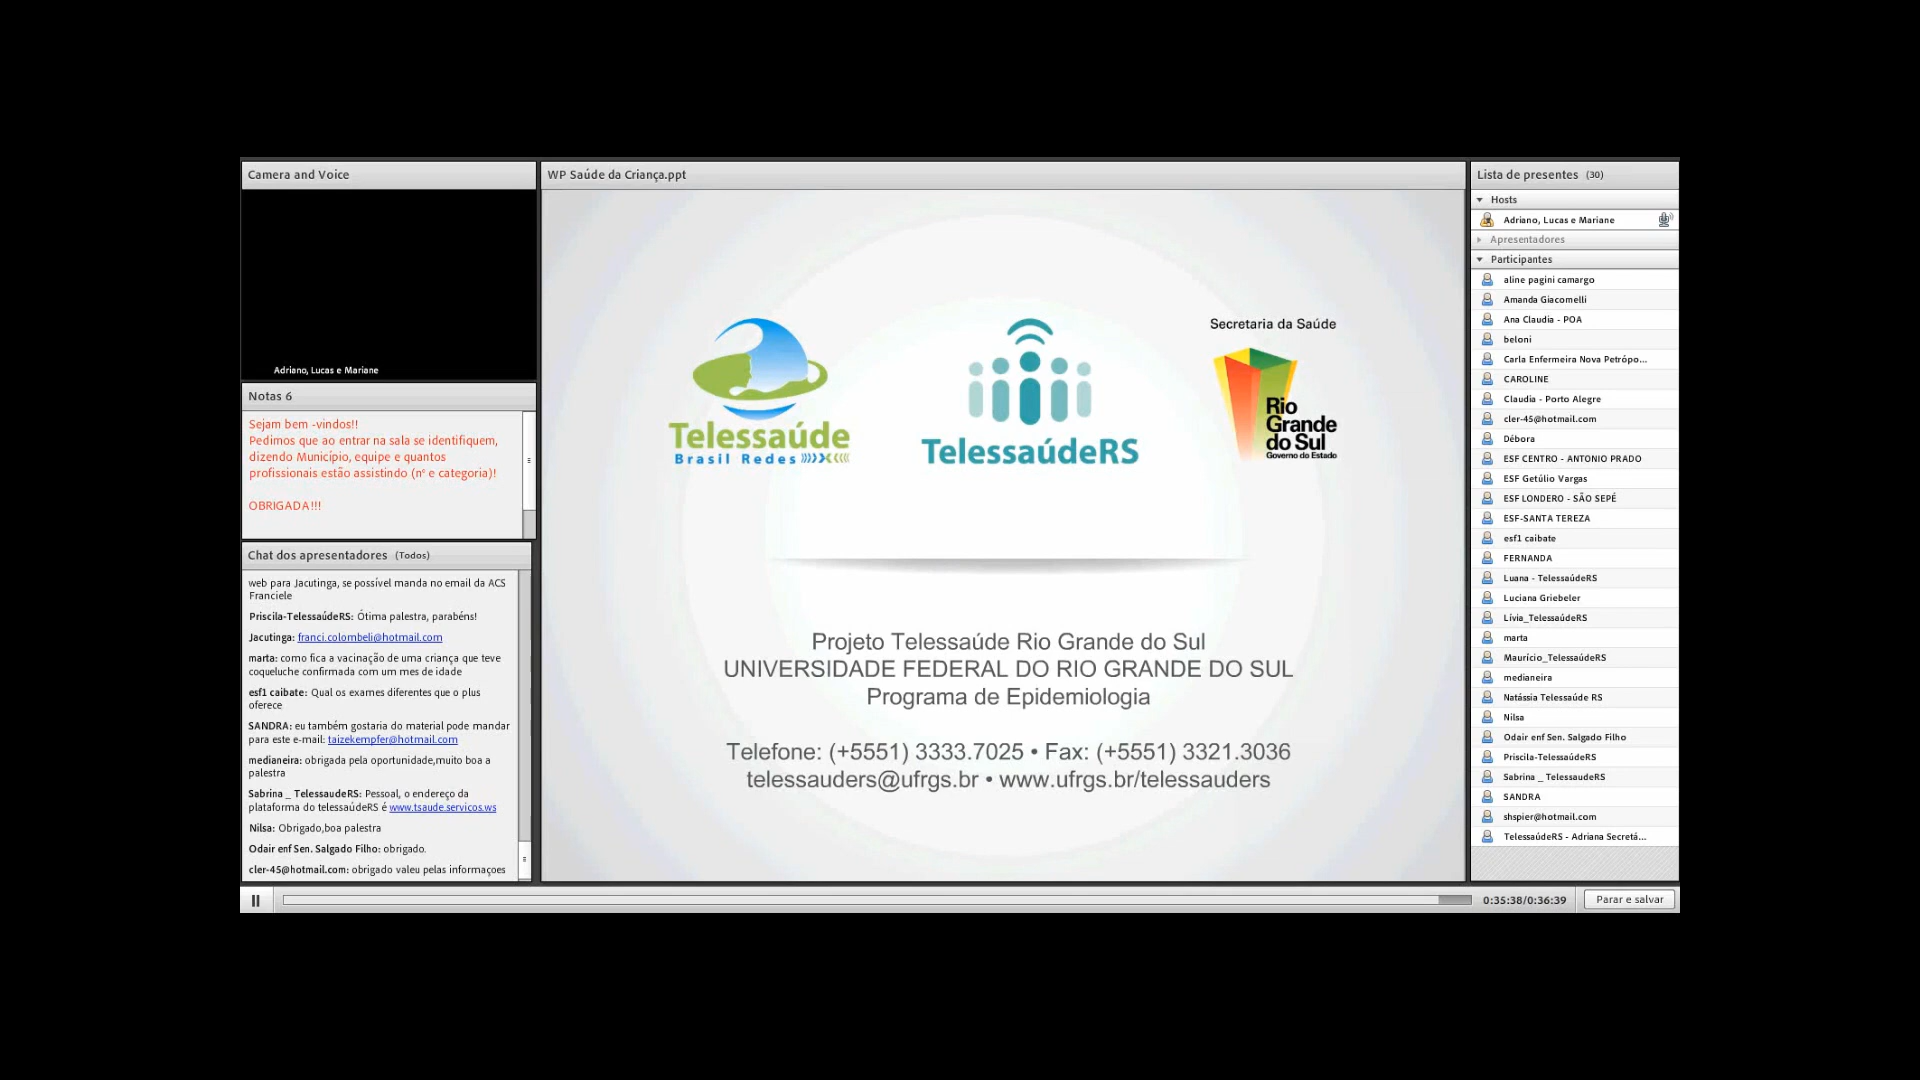 Camera and Voice
Adriano, Lucas e Mariane
Notas 6
Sejam bem -vindos!!
Pedimos que ao entrar na sala se identifiquem,
dizendo Município, equipe e quantos
profissionais estão assistindo (nº e categoria)!
OBRIGADA!!!
Chat dos apresentadores (Todos)
web para Jacutinga, se possível manda no email da ACS
Franciele
Priscila-TelessaúdeRS: Ótima palestra, parabéns!
Jacutinga: franci.colombeli@hotmail.com
marta: como fica a vacinação de uma criança que teve
coqueluche confirmada com um mes de idade
esf1 caibate: Qual os exames diferentes que o plus
oferece
SANDRA: eu também gostaria do material pode mandar
para este e-mail: taizekempfer@hotmail.com
medianeira: obrigada pela oportunidade,muito boa a
palestra
Sabrina _ TelessaudeRS: Pessoal, o endereço da
plataforma do telessaúdeRS é www.tsaude.servicos.ws
Nilsa: Obrigado,boa palestra
Odair enf Sen. Salgado Filho: obrigado.
cler-45@hotmail.com: obrigado valeu pelas informaçoes
WP Saúde da Criança.ppt
Telessaúde
Brasil Redes
TelessaúdeRS
Secretaria da Saúde
Rio
Grande
do Sul
Governo do Estado
Projeto Telessaúde Rio Grande do Sul
UNIVERSIDADE FEDERAL DO RIO GRANDE DO SUL
Programa de Epidemiologia
Telefone: (+5551) 3333.7025 • Fax: (+5551) 3321.3036
telessauders@ufrgs.br • www.ufrgs.br/telessauders
Lista de presentes (30)
Hosts
Adriano, Lucas e Mariane
Apresentadores
Participantes
aline pagini camargo
Amanda Giacomelli
Ana Claudia - POA
beloni
Carla Enfermeira Nova Petrópo...
CAROLINE
Claudia - Porto Alegre
cler-45@hotmail.com
Débora
ESF CENTRO - ANTONIO PRADO
ESF Getúlio Vargas
ESF LONDERO - SÃO SEPÉ
ESF-SANTA TEREZA
esf1 caibate
FERNANDA
Luana - TelessaúdeRS
Luciana Griebeler
Lívia_TelessaúdeRS
marta
Maurício_TelessaúdeRS
medianeira
Natássia Telessaúde RS
Nilsa
Odair enf Sen. Salgado Filho
Priscila-TelessaúdeRS
Sabrina _ TelessaudeRS
SANDRA
shspier@hotmail.com
TelessaúdeRS - Adriana Secretá...
0:35:38/0:36:39
Parar e salvar